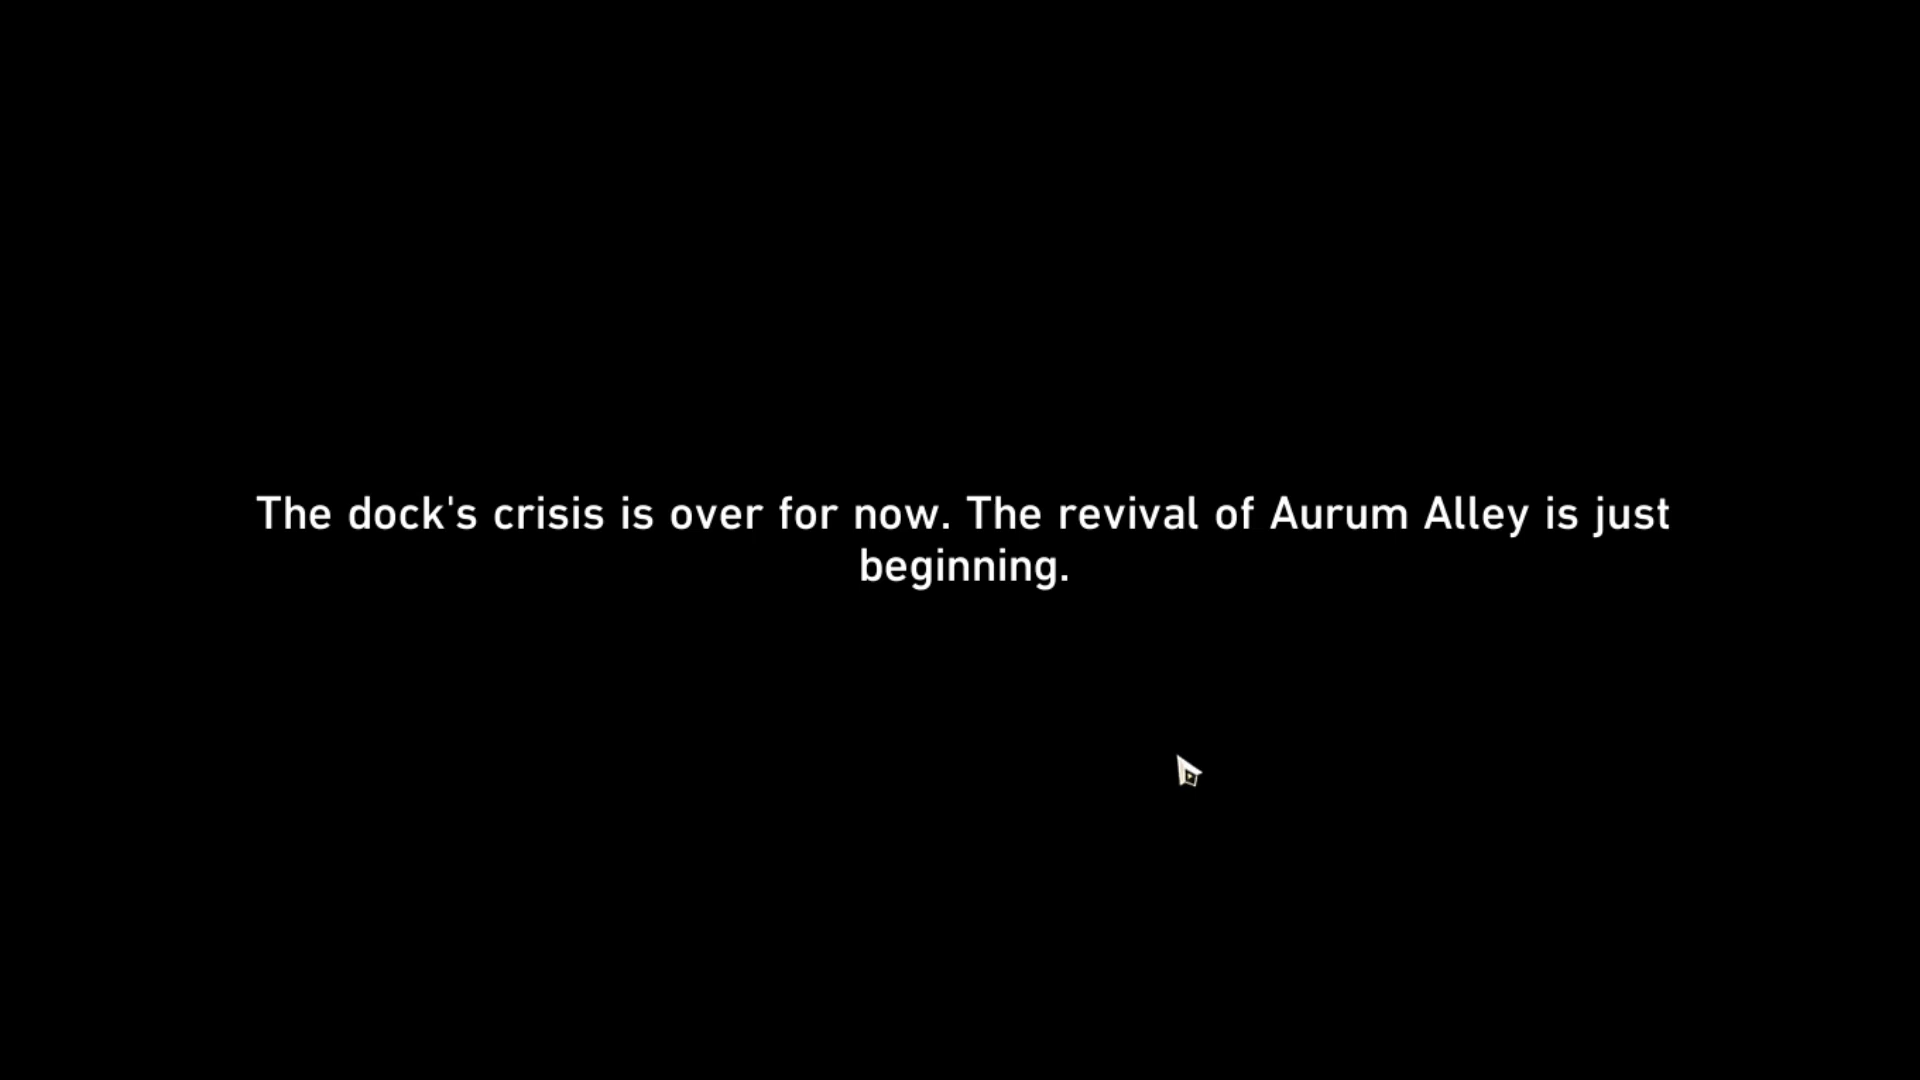 The dock's crisis is over for now. The revival of Aurum Alley is just
beginning.